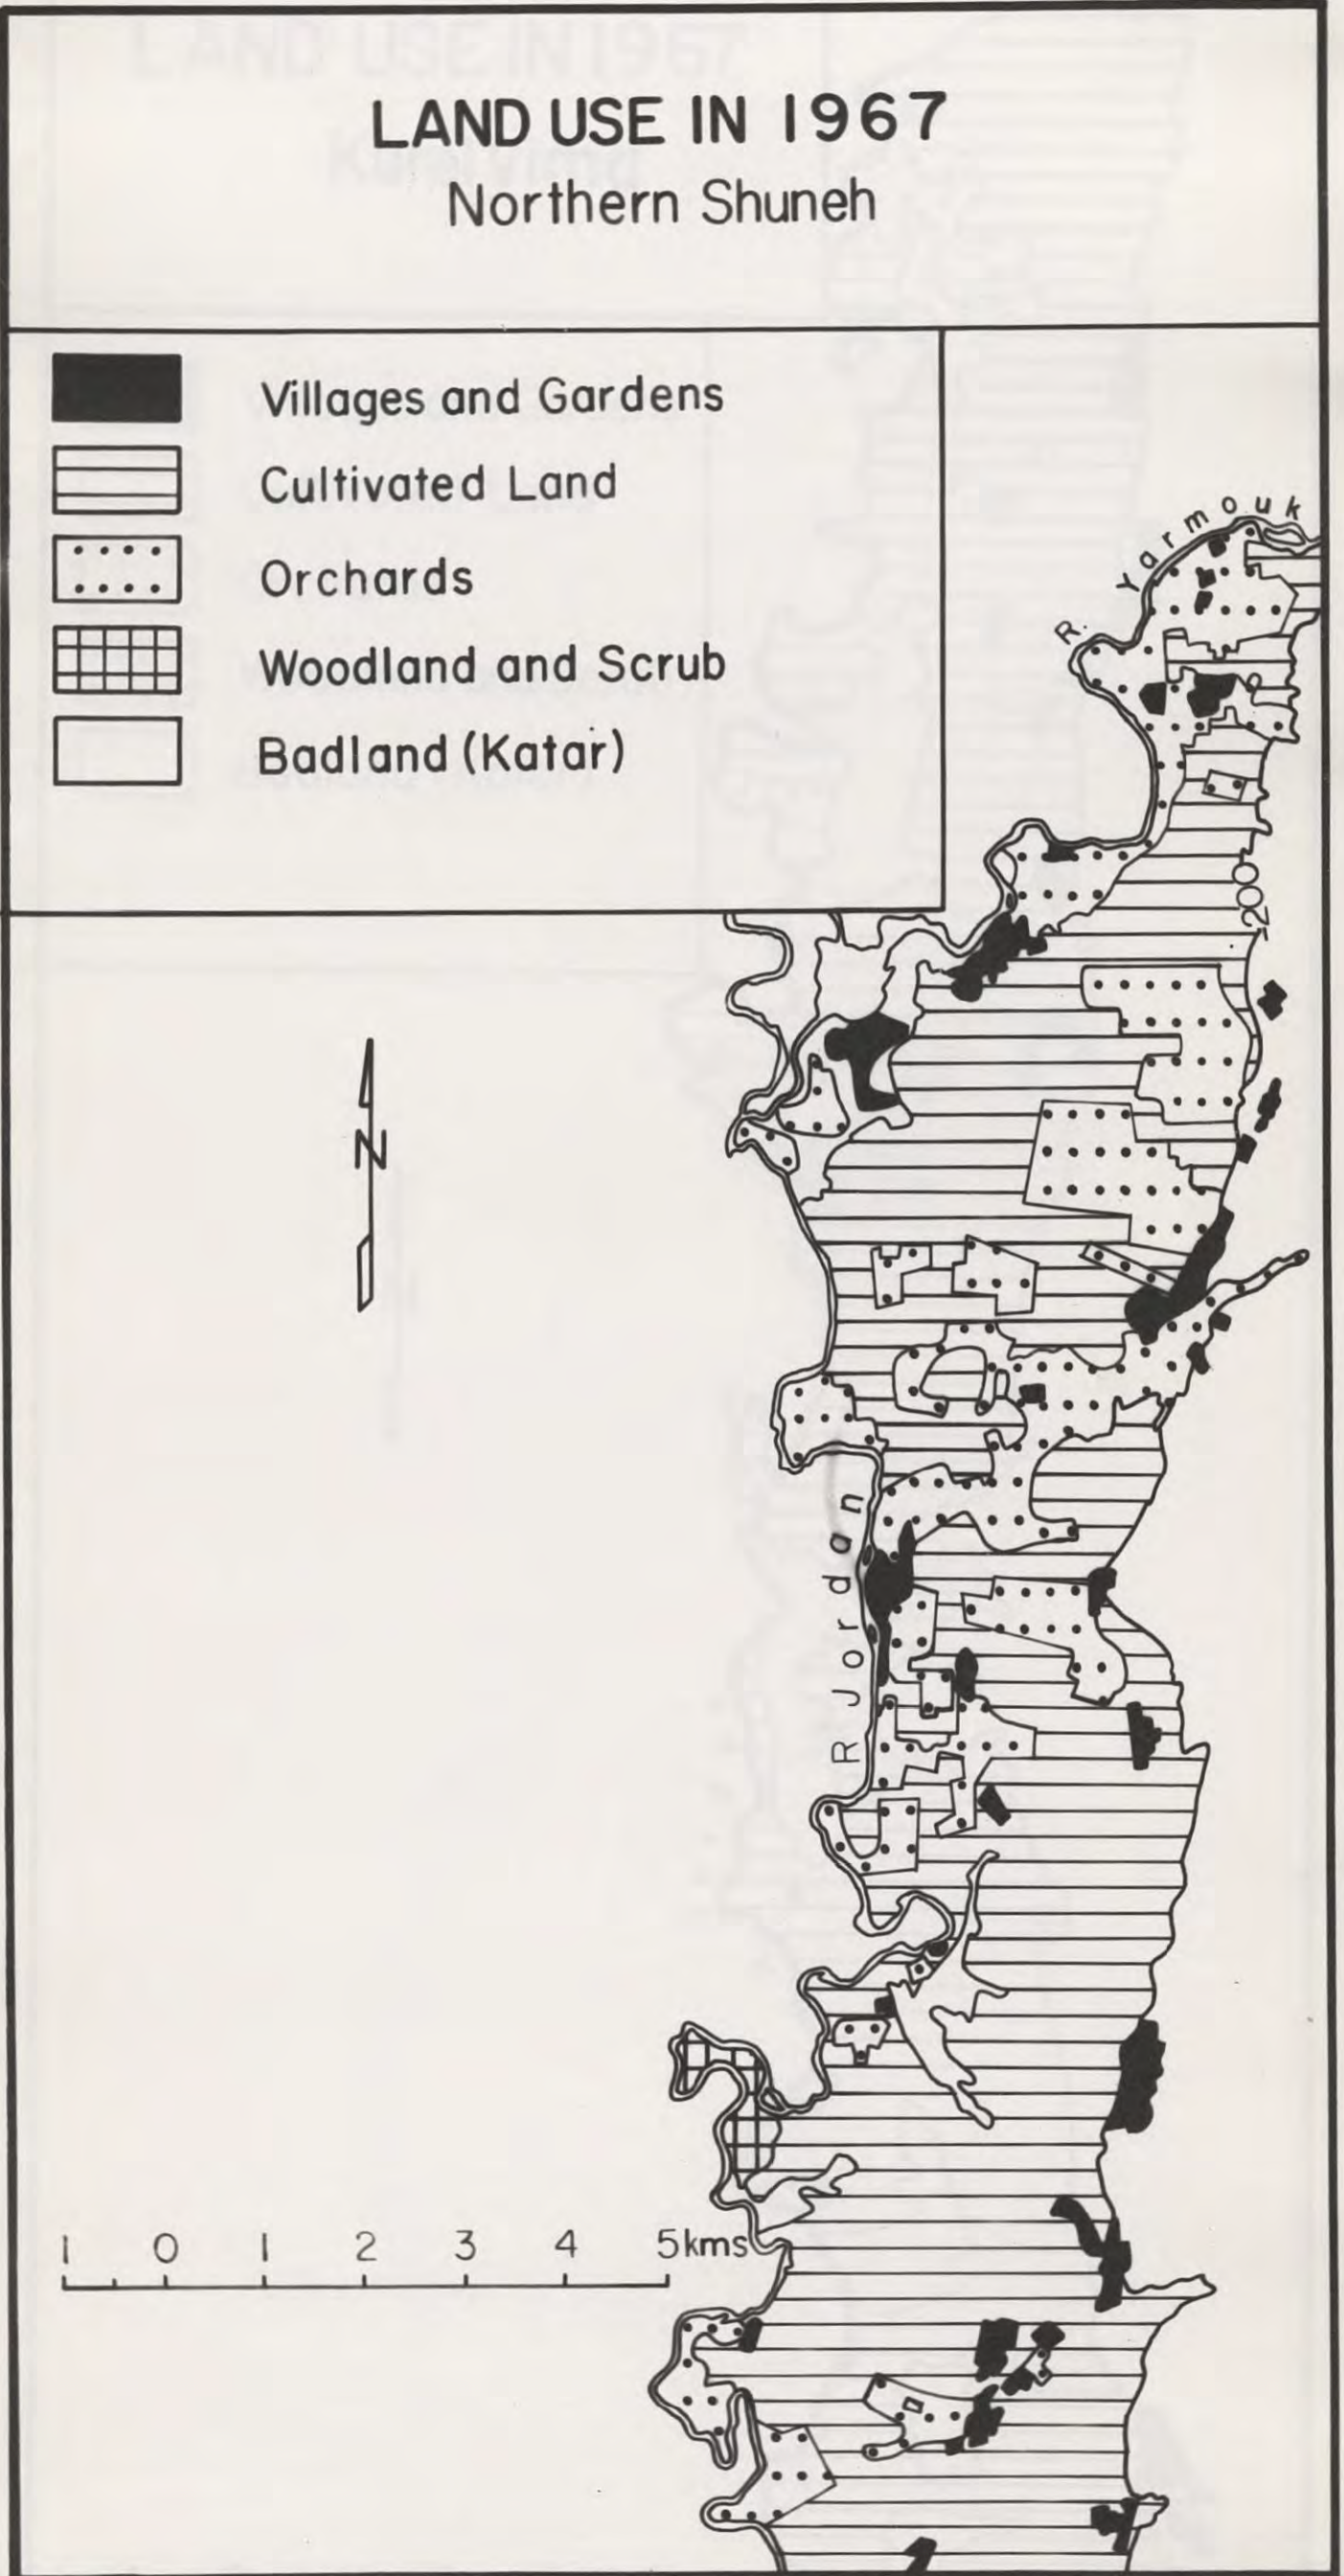 LAND USE IN 1967
Northern Shuneh
Villages and Gardens
Cultivated Land
Orchards
Woodland and Scrub
Badland (Katar)
R. Yarmouk
-200
N
R Jordan
1 0 1 2 3 4 5kms